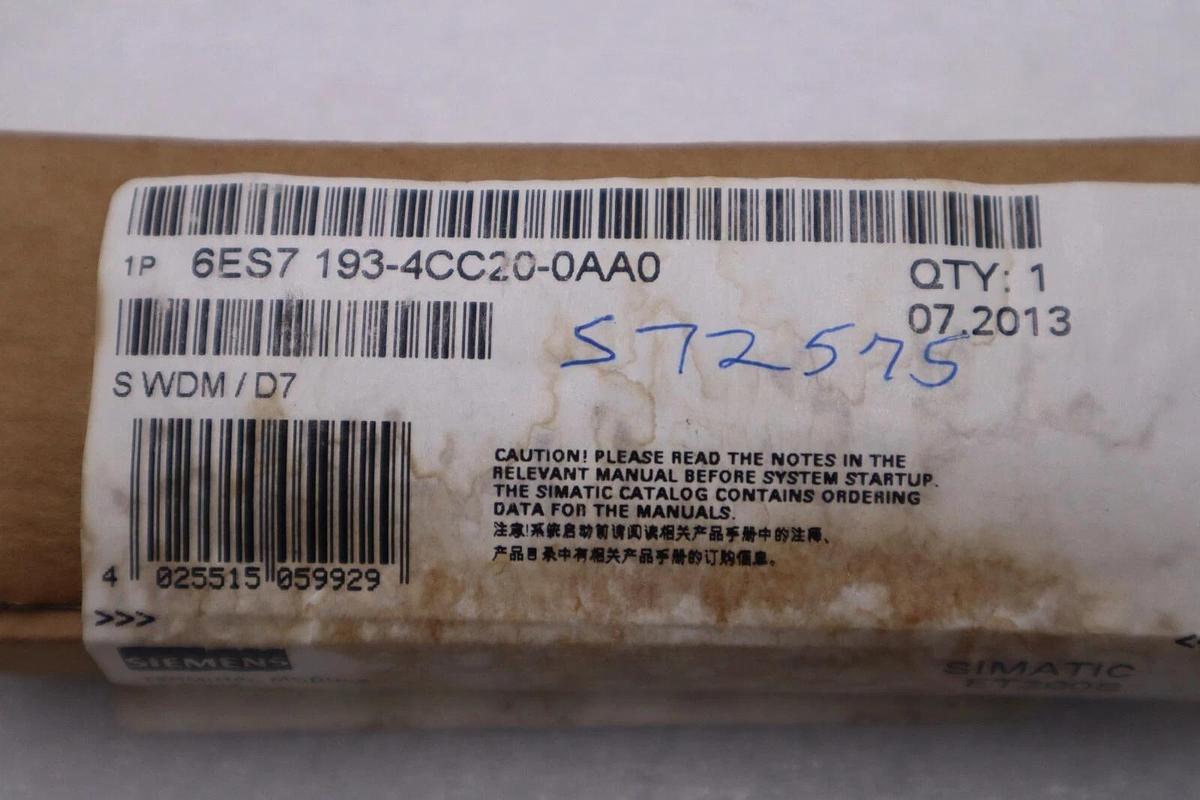 1P 6ES7 193-4CC20-0AA0
QTY: 1
07.2013
S72575
S WDM / D7
CAUTION! PLEASE READ THE NOTES IN THE
RELEVANT MANUAL BEFORE SYSTEM STARTUP.
THE SIMATIC CATALOG CONTAINS ORDERING
DATA FOR THE MANUALS.
注意!系统启动前请阅读相关产品手册中的注释、
产品目录中有相关产品手册的订购信息。
4 025515 059929
>>>
SIEMENS
SIMATIC